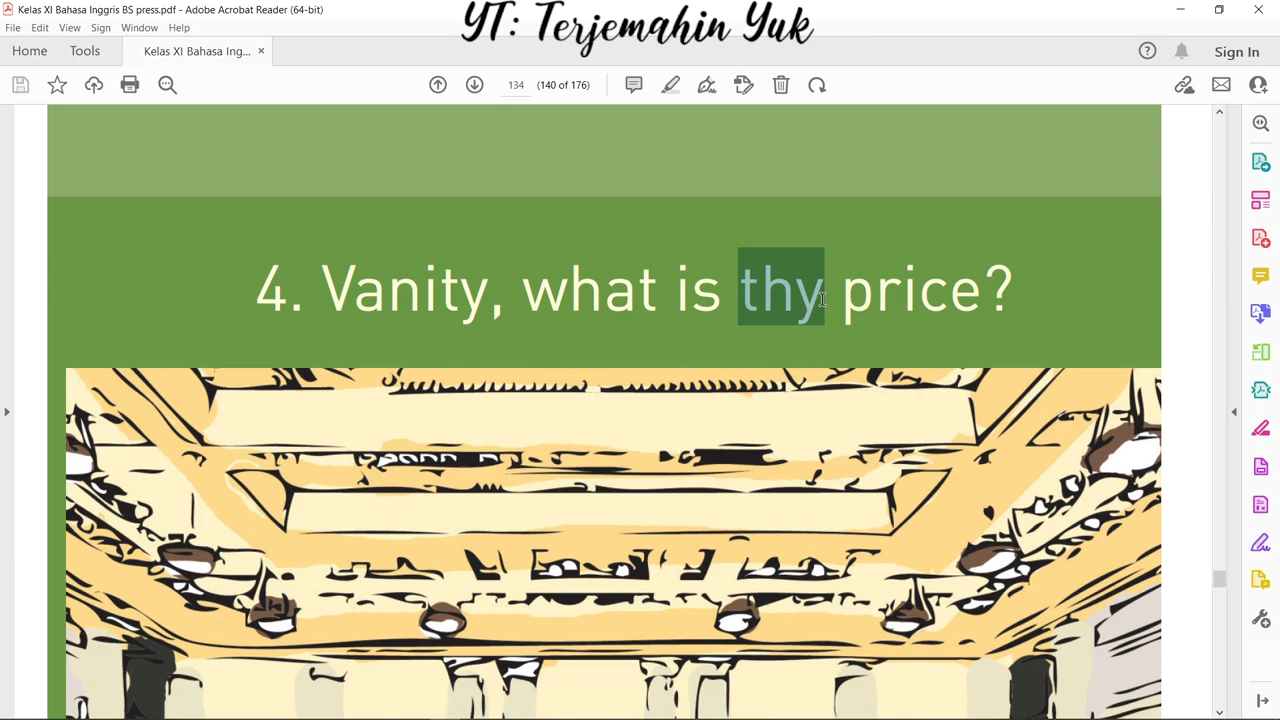 Kelas XI Bahasa Inggris BS press.pdf - Adobe Acrobat Reader (64-bit)
YT: Terjemahin Yuk
File Edit View Sign Window Help
Home Tools Kelas XI Bahasa Ing... × Sign In
134 (140 of 176)
4. Vanity, what is thy price?